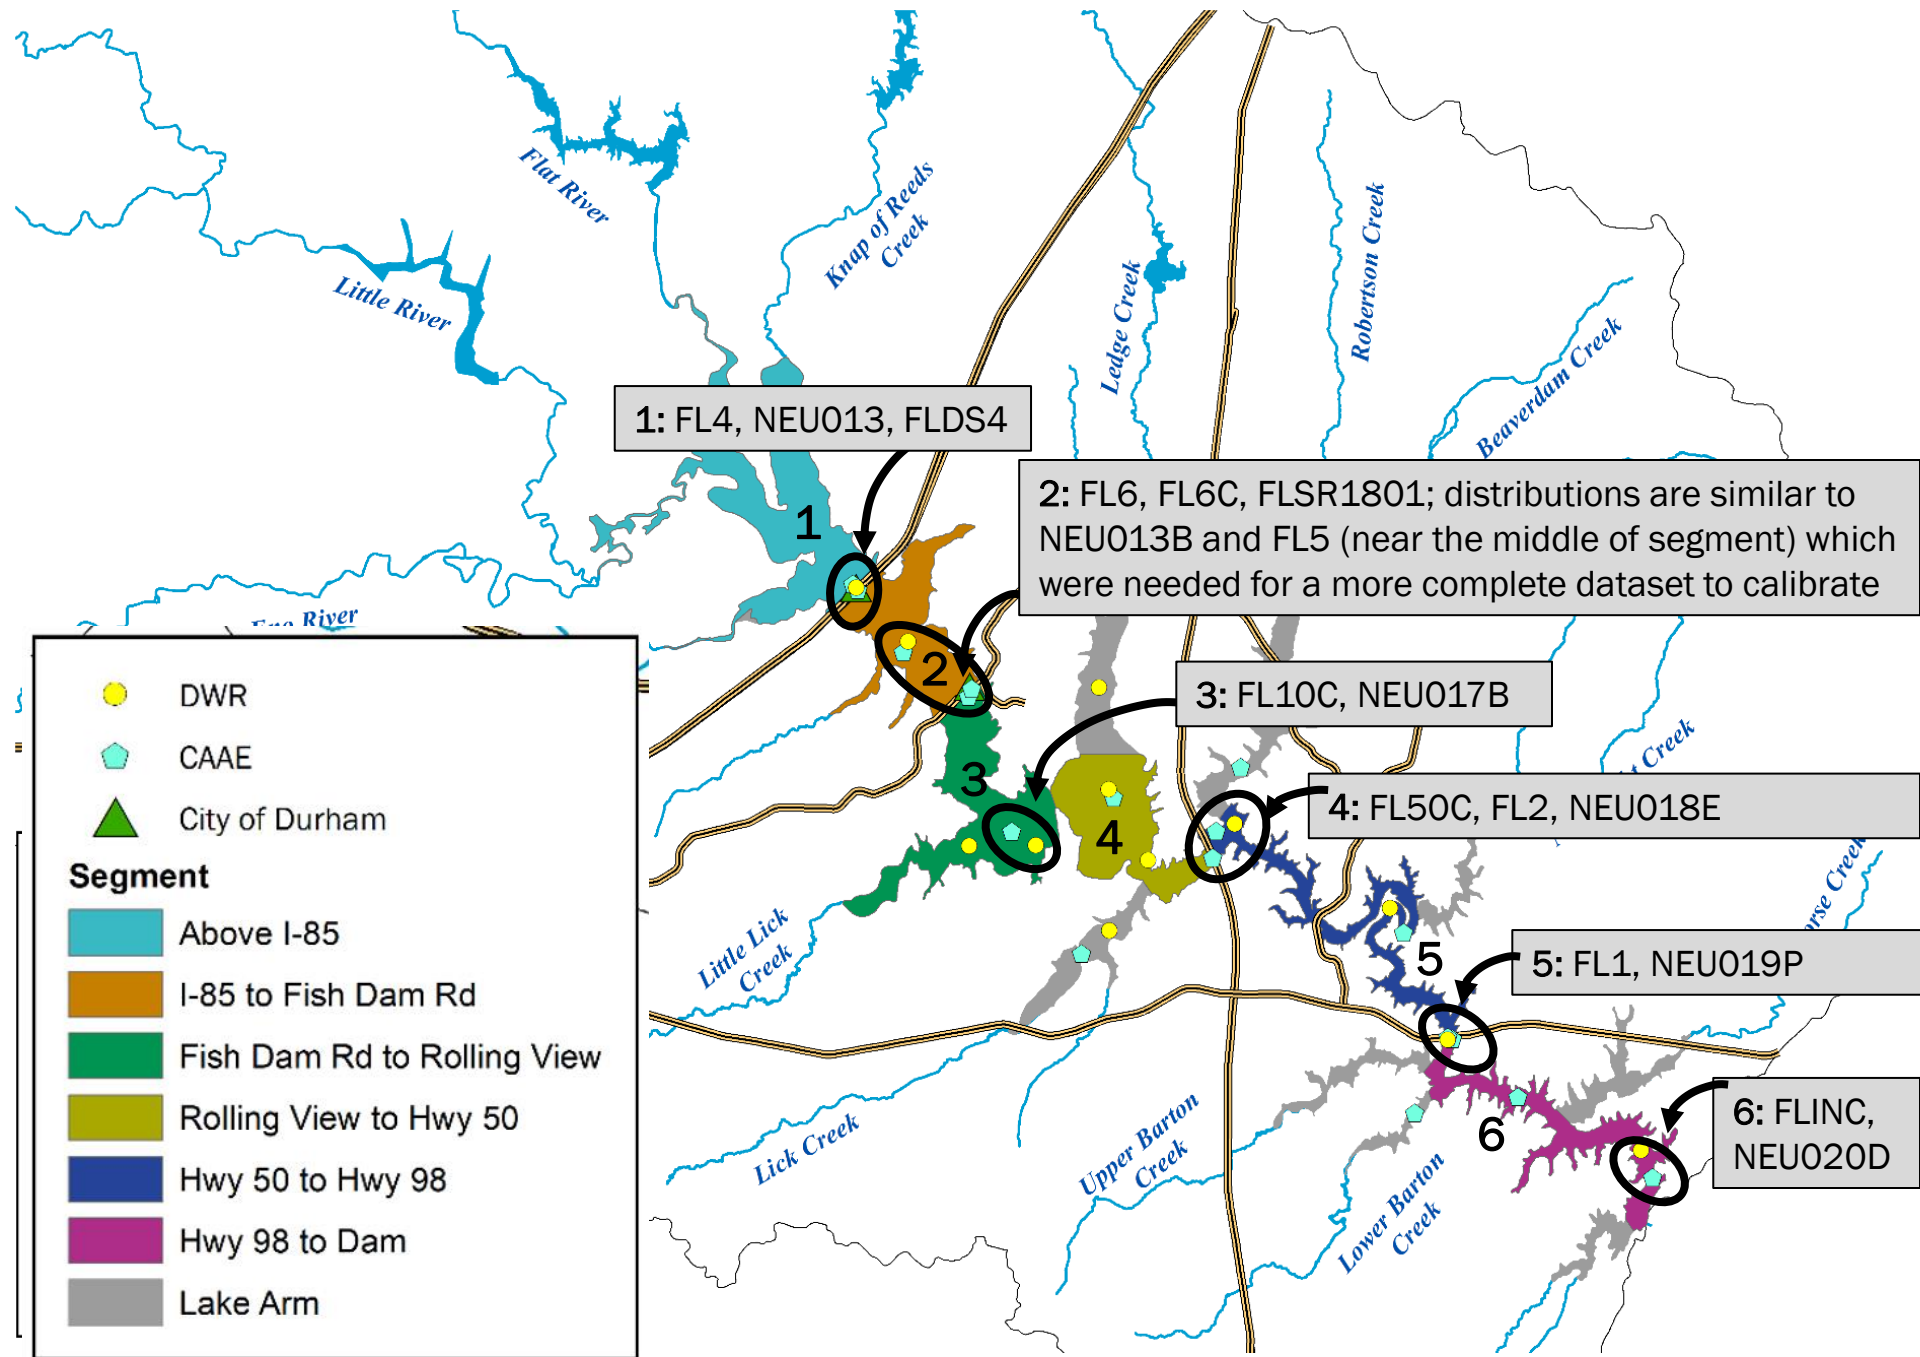 Flat River
Knap of Reeds
Creek
Little River
Ledge Creek
Robertson Creek
Beaverdam Creek
1: FL4, NEU013, FLDS4
2: FL6, FL6C, FLSR1801; distributions are similar to
NEU013B and FL5 (near the middle of segment) which
were needed for a more complete dataset to calibrate
1
River
2
3: FL10C, NEU017B
Creek
3
4
4: FL50C, FL2, NEU018E
Little Lick
Creek
5
5: FL1, NEU019P
Creek
Lick Creek
Upper Barton
Creek
Lower Barton
Creek
6
6: FLINC,
NEU020D
DWR
CAAE
City of Durham
Segment
Above I-85
I-85 to Fish Dam Rd
Fish Dam Rd to Rolling View
Rolling View to Hwy 50
Hwy 50 to Hwy 98
Hwy 98 to Dam
Lake Arm